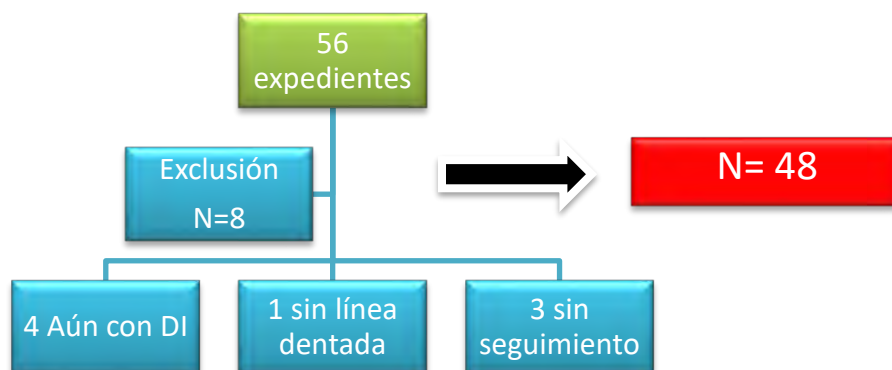 56
expedientes
Exclusión
N=8
N= 48
4 Aún con DI
1 sin línea
dentada
3 sin
seguimiento